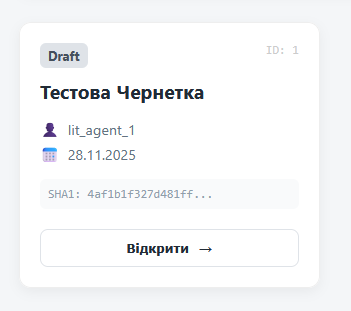 Draft
ID: 1
Тестова Чернетка
lit_agent_1
28.11.2025
SHA1: 4af1b1f327d481ff...
Відкрити →